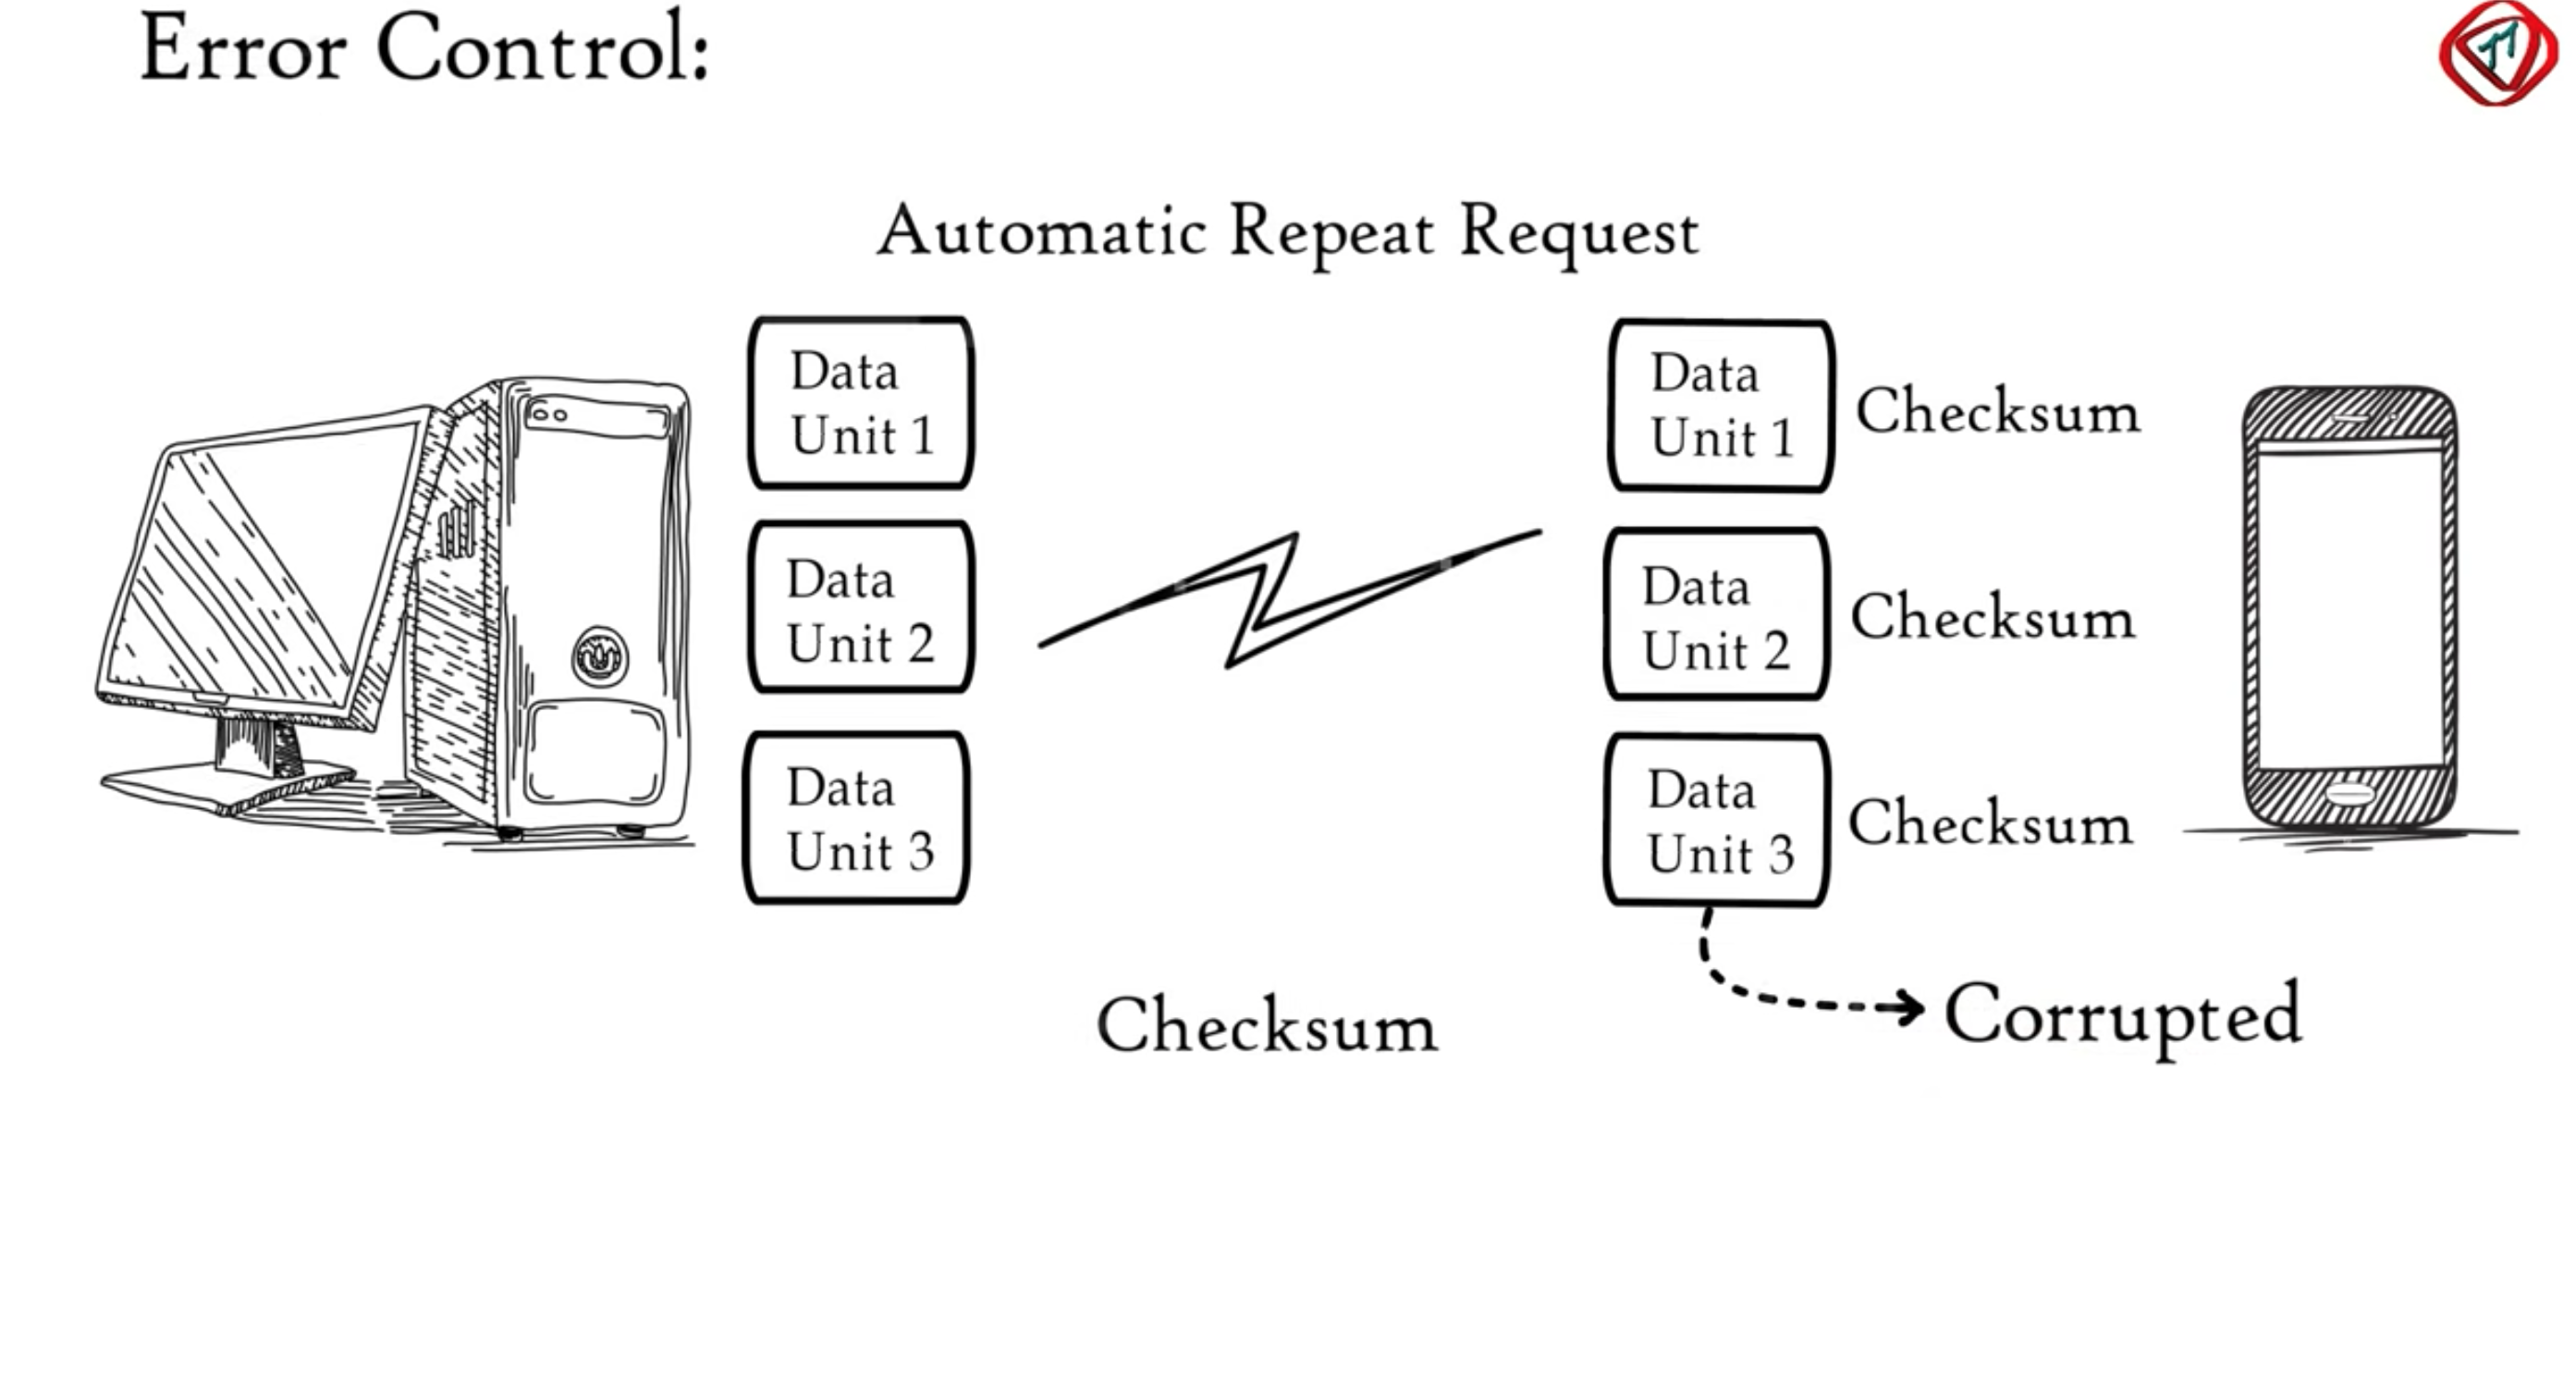 Error Control:
Automatic Repeat Request
Data
Unit 1
Data
Unit 1
Checksum
Data
Unit 2
Data
Unit 2
Checksum
Data
Unit 3
Data
Unit 3
Checksum
Checksum
Corrupted